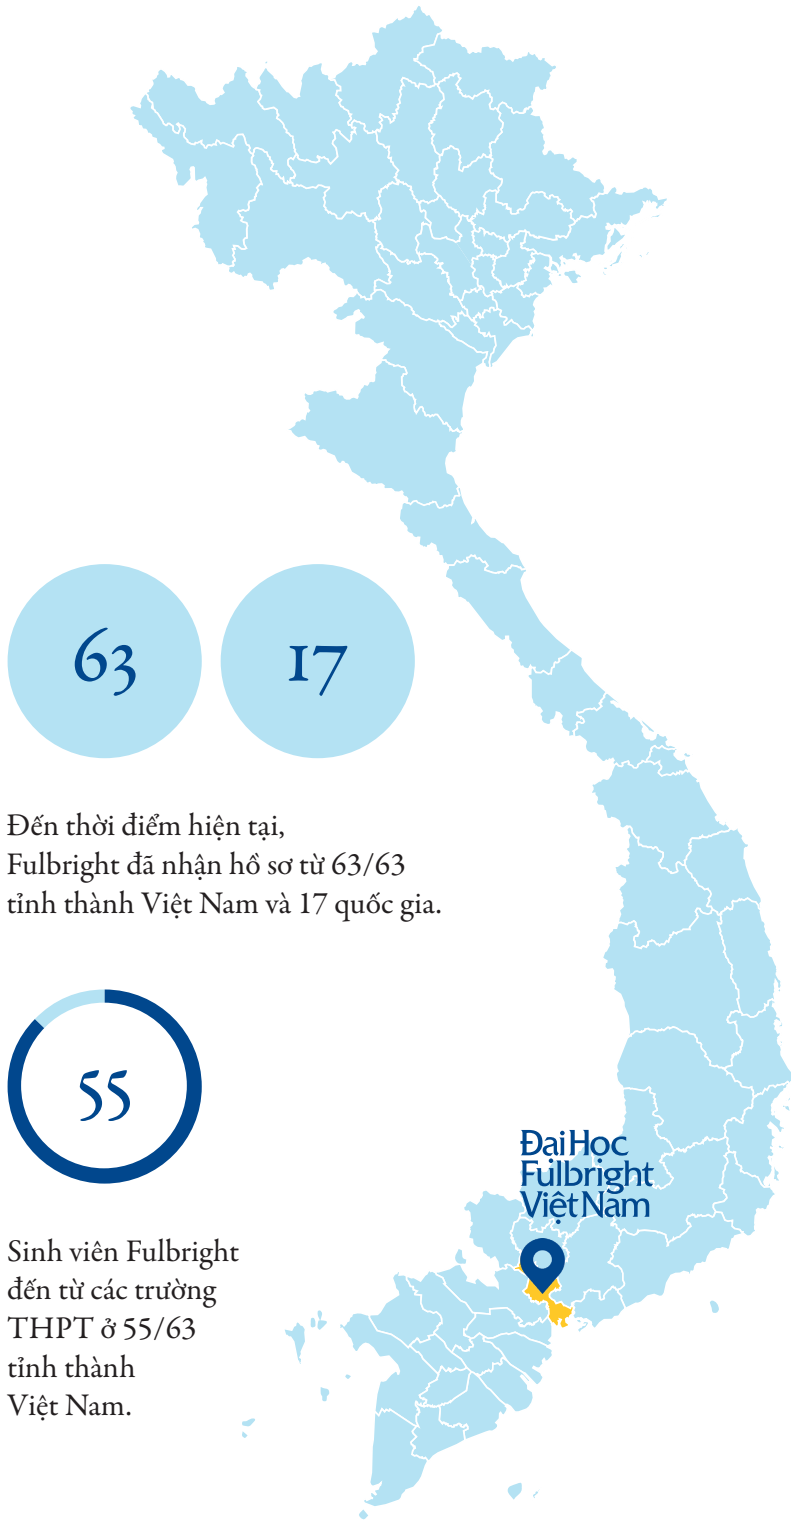 63
17
Đến thời điểm hiện tại,
Fulbright đã nhận hồ sơ từ 63/63
tỉnh thành Việt Nam và 17 quốc gia.
55
Đại Học
Fulbright
Việt Nam
Sinh viên Fulbright
đến từ các trường
THPT ở 55/63
tỉnh thành
Việt Nam.